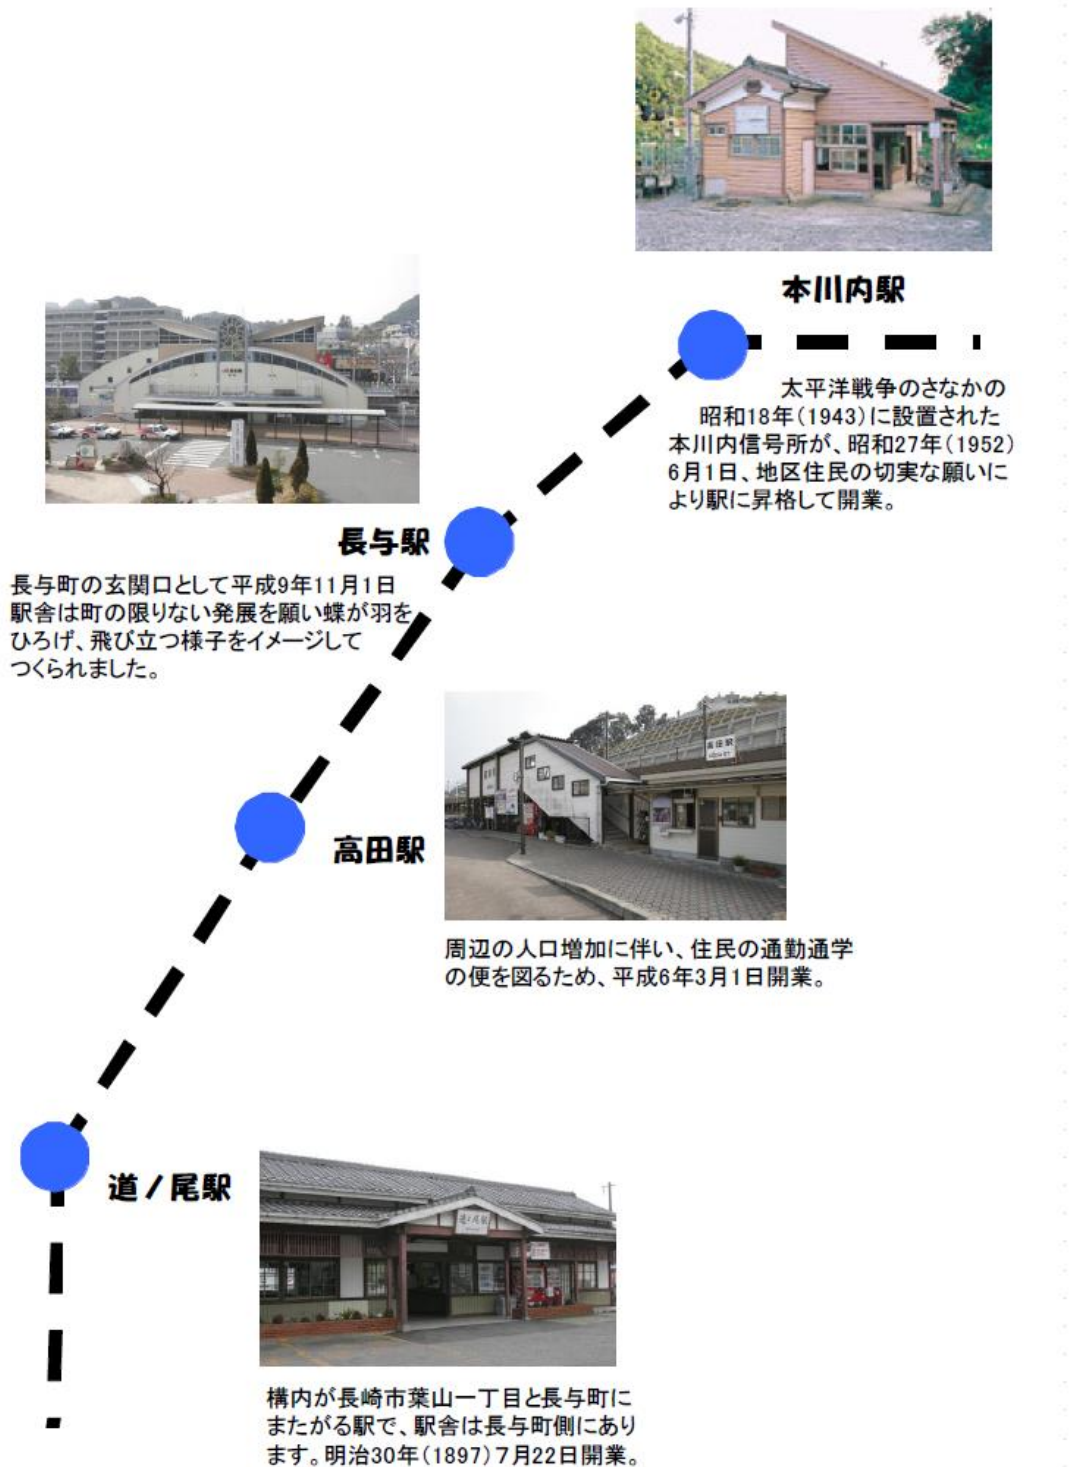 本川内駅
太平洋戦争のさなかの
昭和18年(1943)に設置された
本川内信号所が、昭和27年(1952)
6月1日、地区住民の切実な願いに
より駅に昇格して開業。
長与駅
長与町の玄関口として平成9年11月1日
駅舎は町の限りない発展を願い蝶が羽を
ひろげ、飛び立つ様子をイメージして
つくられました。
高田駅
高田駅
周辺の人口増加に伴い、住民の通勤通学
の便を図るため、平成6年3月1日開業。
道ノ尾駅
道ノ尾駅
構内が長崎市葉山一丁目と長与町に
またがる駅で、駅舎は長与町側にあり
ます。明治30年(1897)7月22日開業。